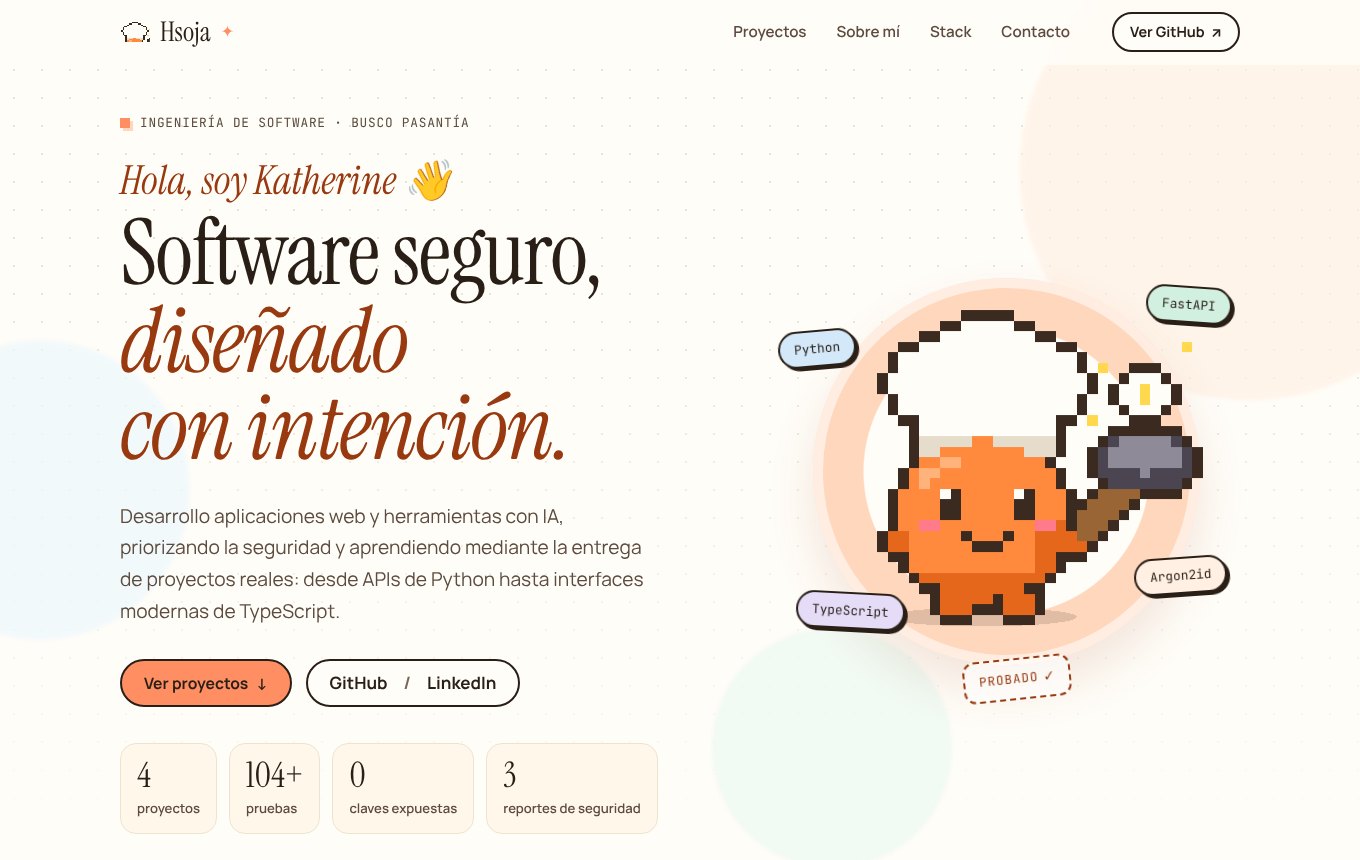 Hsoja
Proyectos
Sobre mí
Stack
Contacto
Ver GitHub ↗
INGENIERÍA DE SOFTWARE · BUSCO PASANTÍA
Hola, soy Katherine 👋
Software seguro,
diseñado
con intención.
Desarrollo aplicaciones web y herramientas con IA,
priorizando la seguridad y aprendiendo mediante la entrega
de proyectos reales: desde APIs de Python hasta interfaces
modernas de TypeScript.
Ver proyectos ↓
GitHub / LinkedIn
4
proyectos
104+
pruebas
0
claves expuestas
3
reportes de seguridad
FastAPI
Python
Argon2id
TypeScript
PROBADO ✓